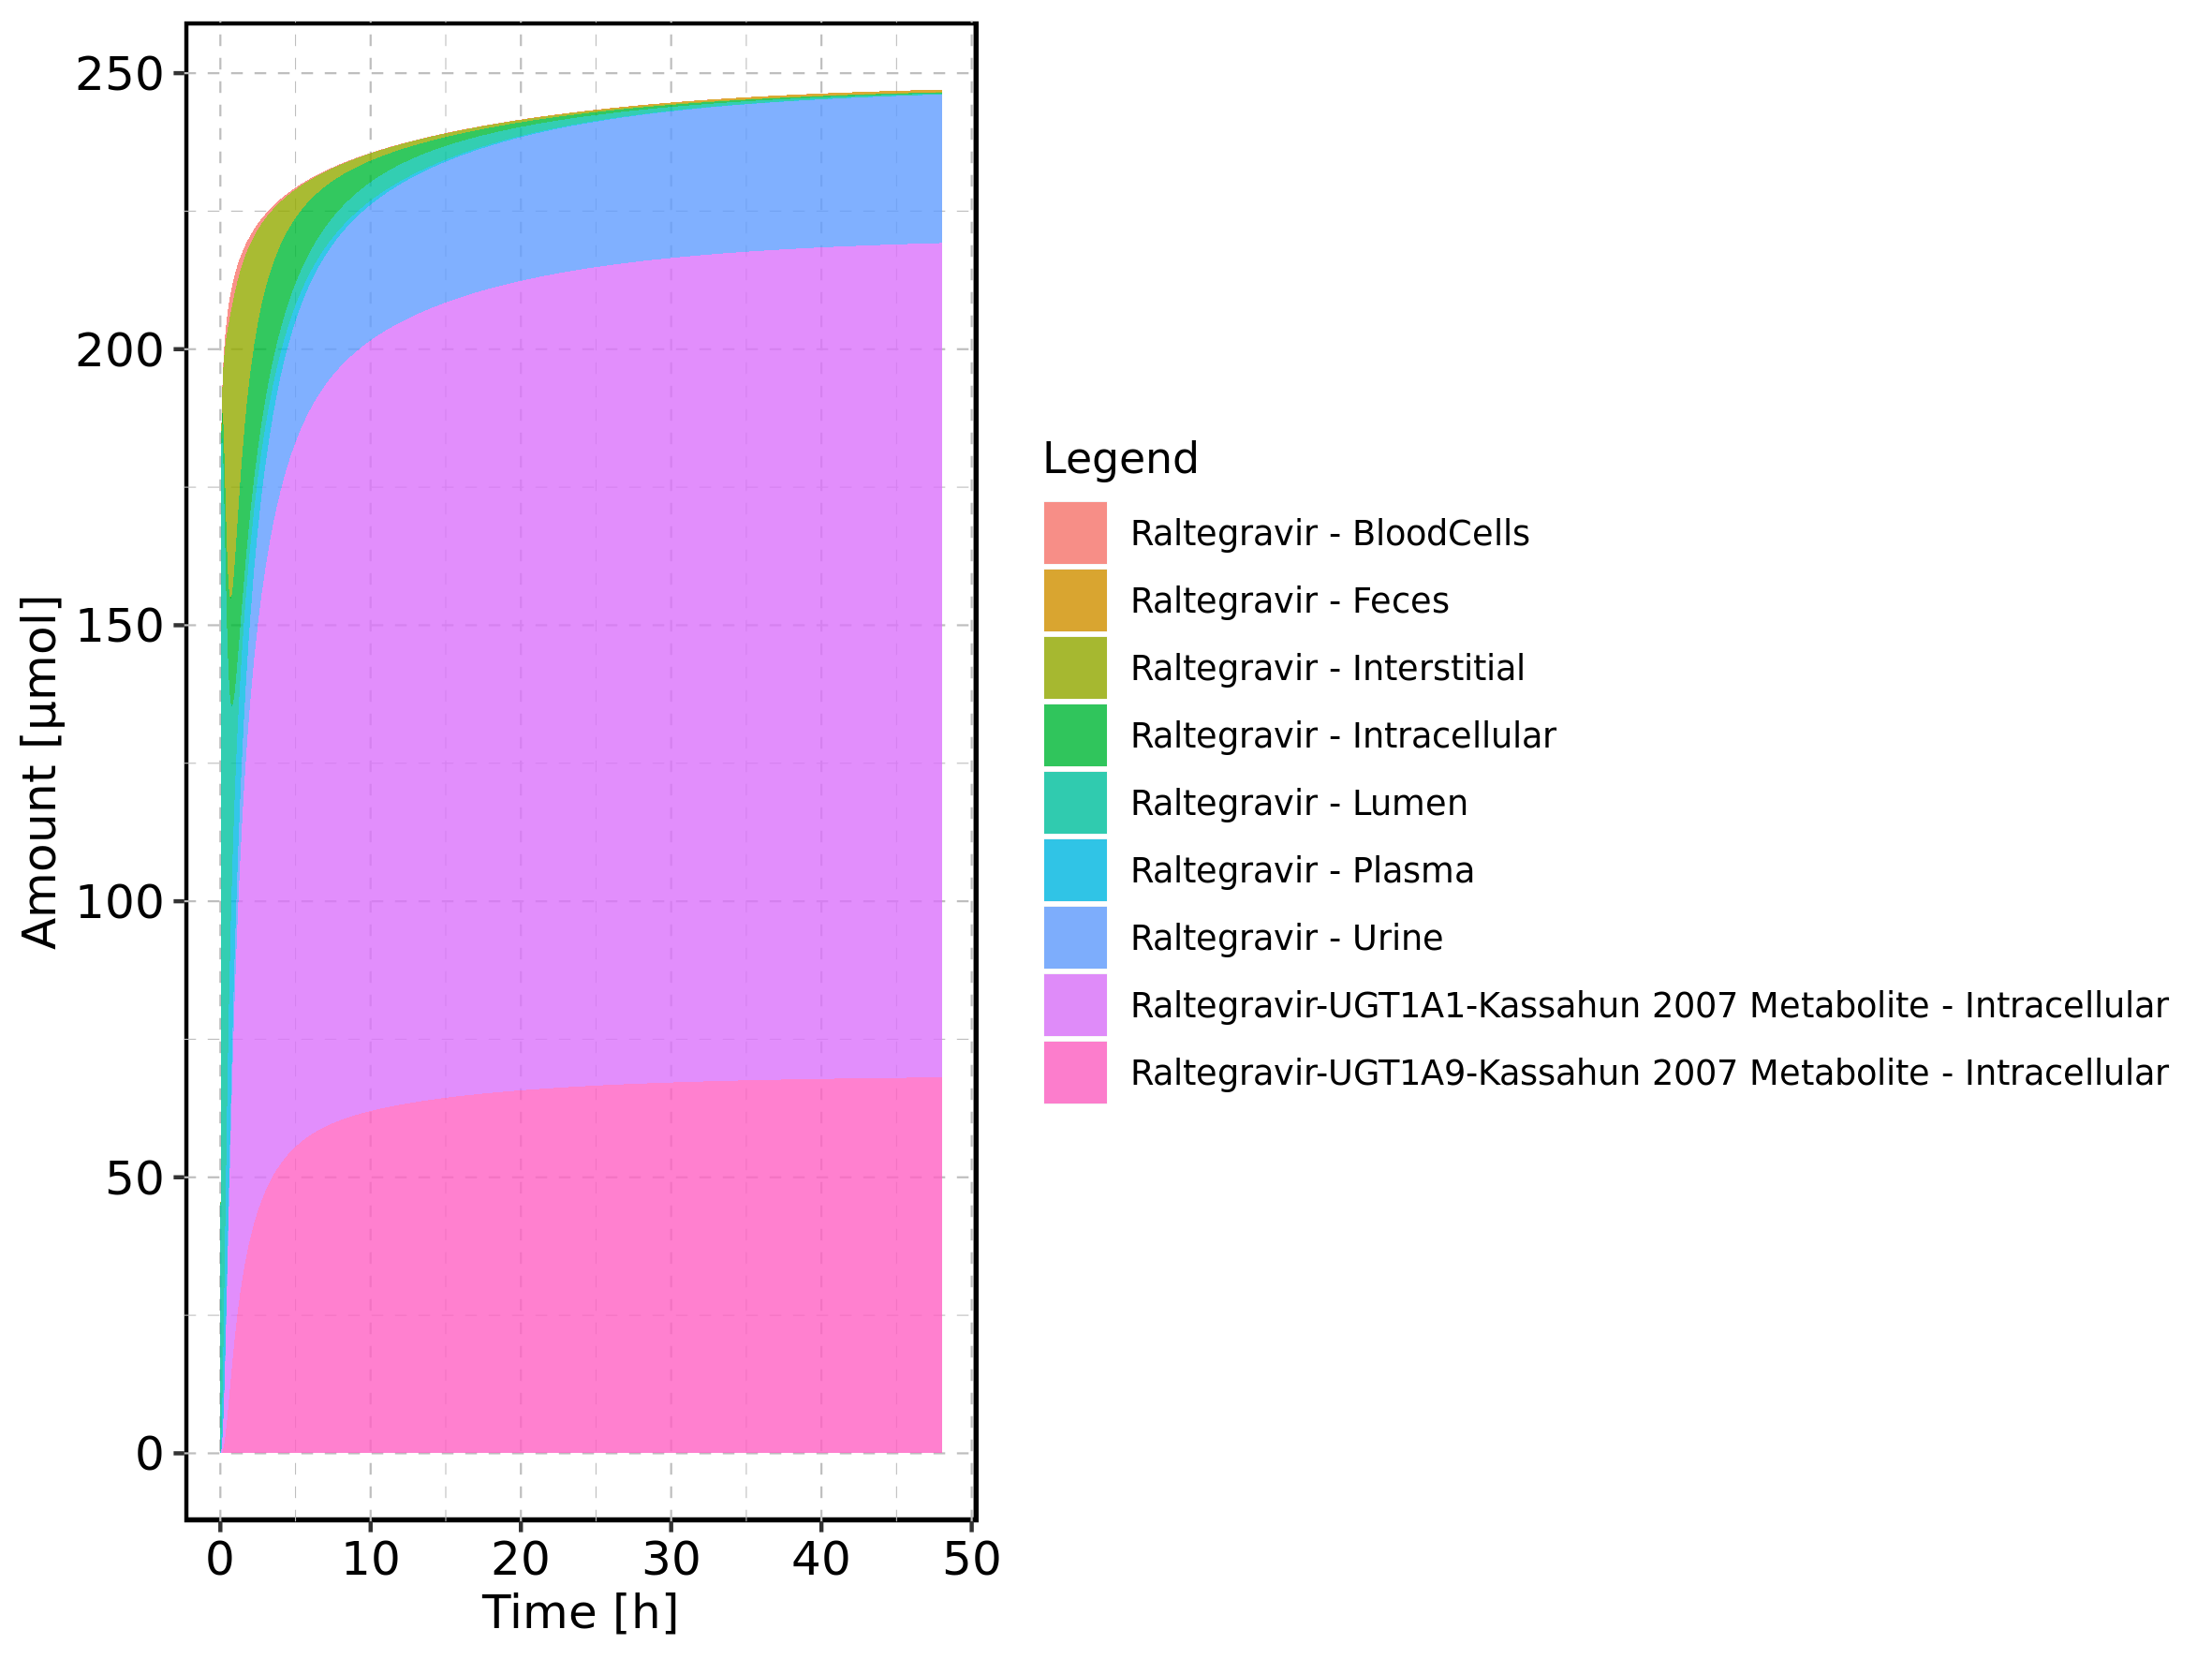 250
200
150
100
50
0
Amount [µmol]
0 10 20 30 40 50
Time [h]
Legend
Raltegravir - BloodCells
Raltegravir - Feces
Raltegravir - Interstitial
Raltegravir - Intracellular
Raltegravir - Lumen
Raltegravir - Plasma
Raltegravir - Urine
Raltegravir-UGT1A1-Kassahun 2007 Metabolite - Intracellular
Raltegravir-UGT1A9-Kassahun 2007 Metabolite - Intracellular